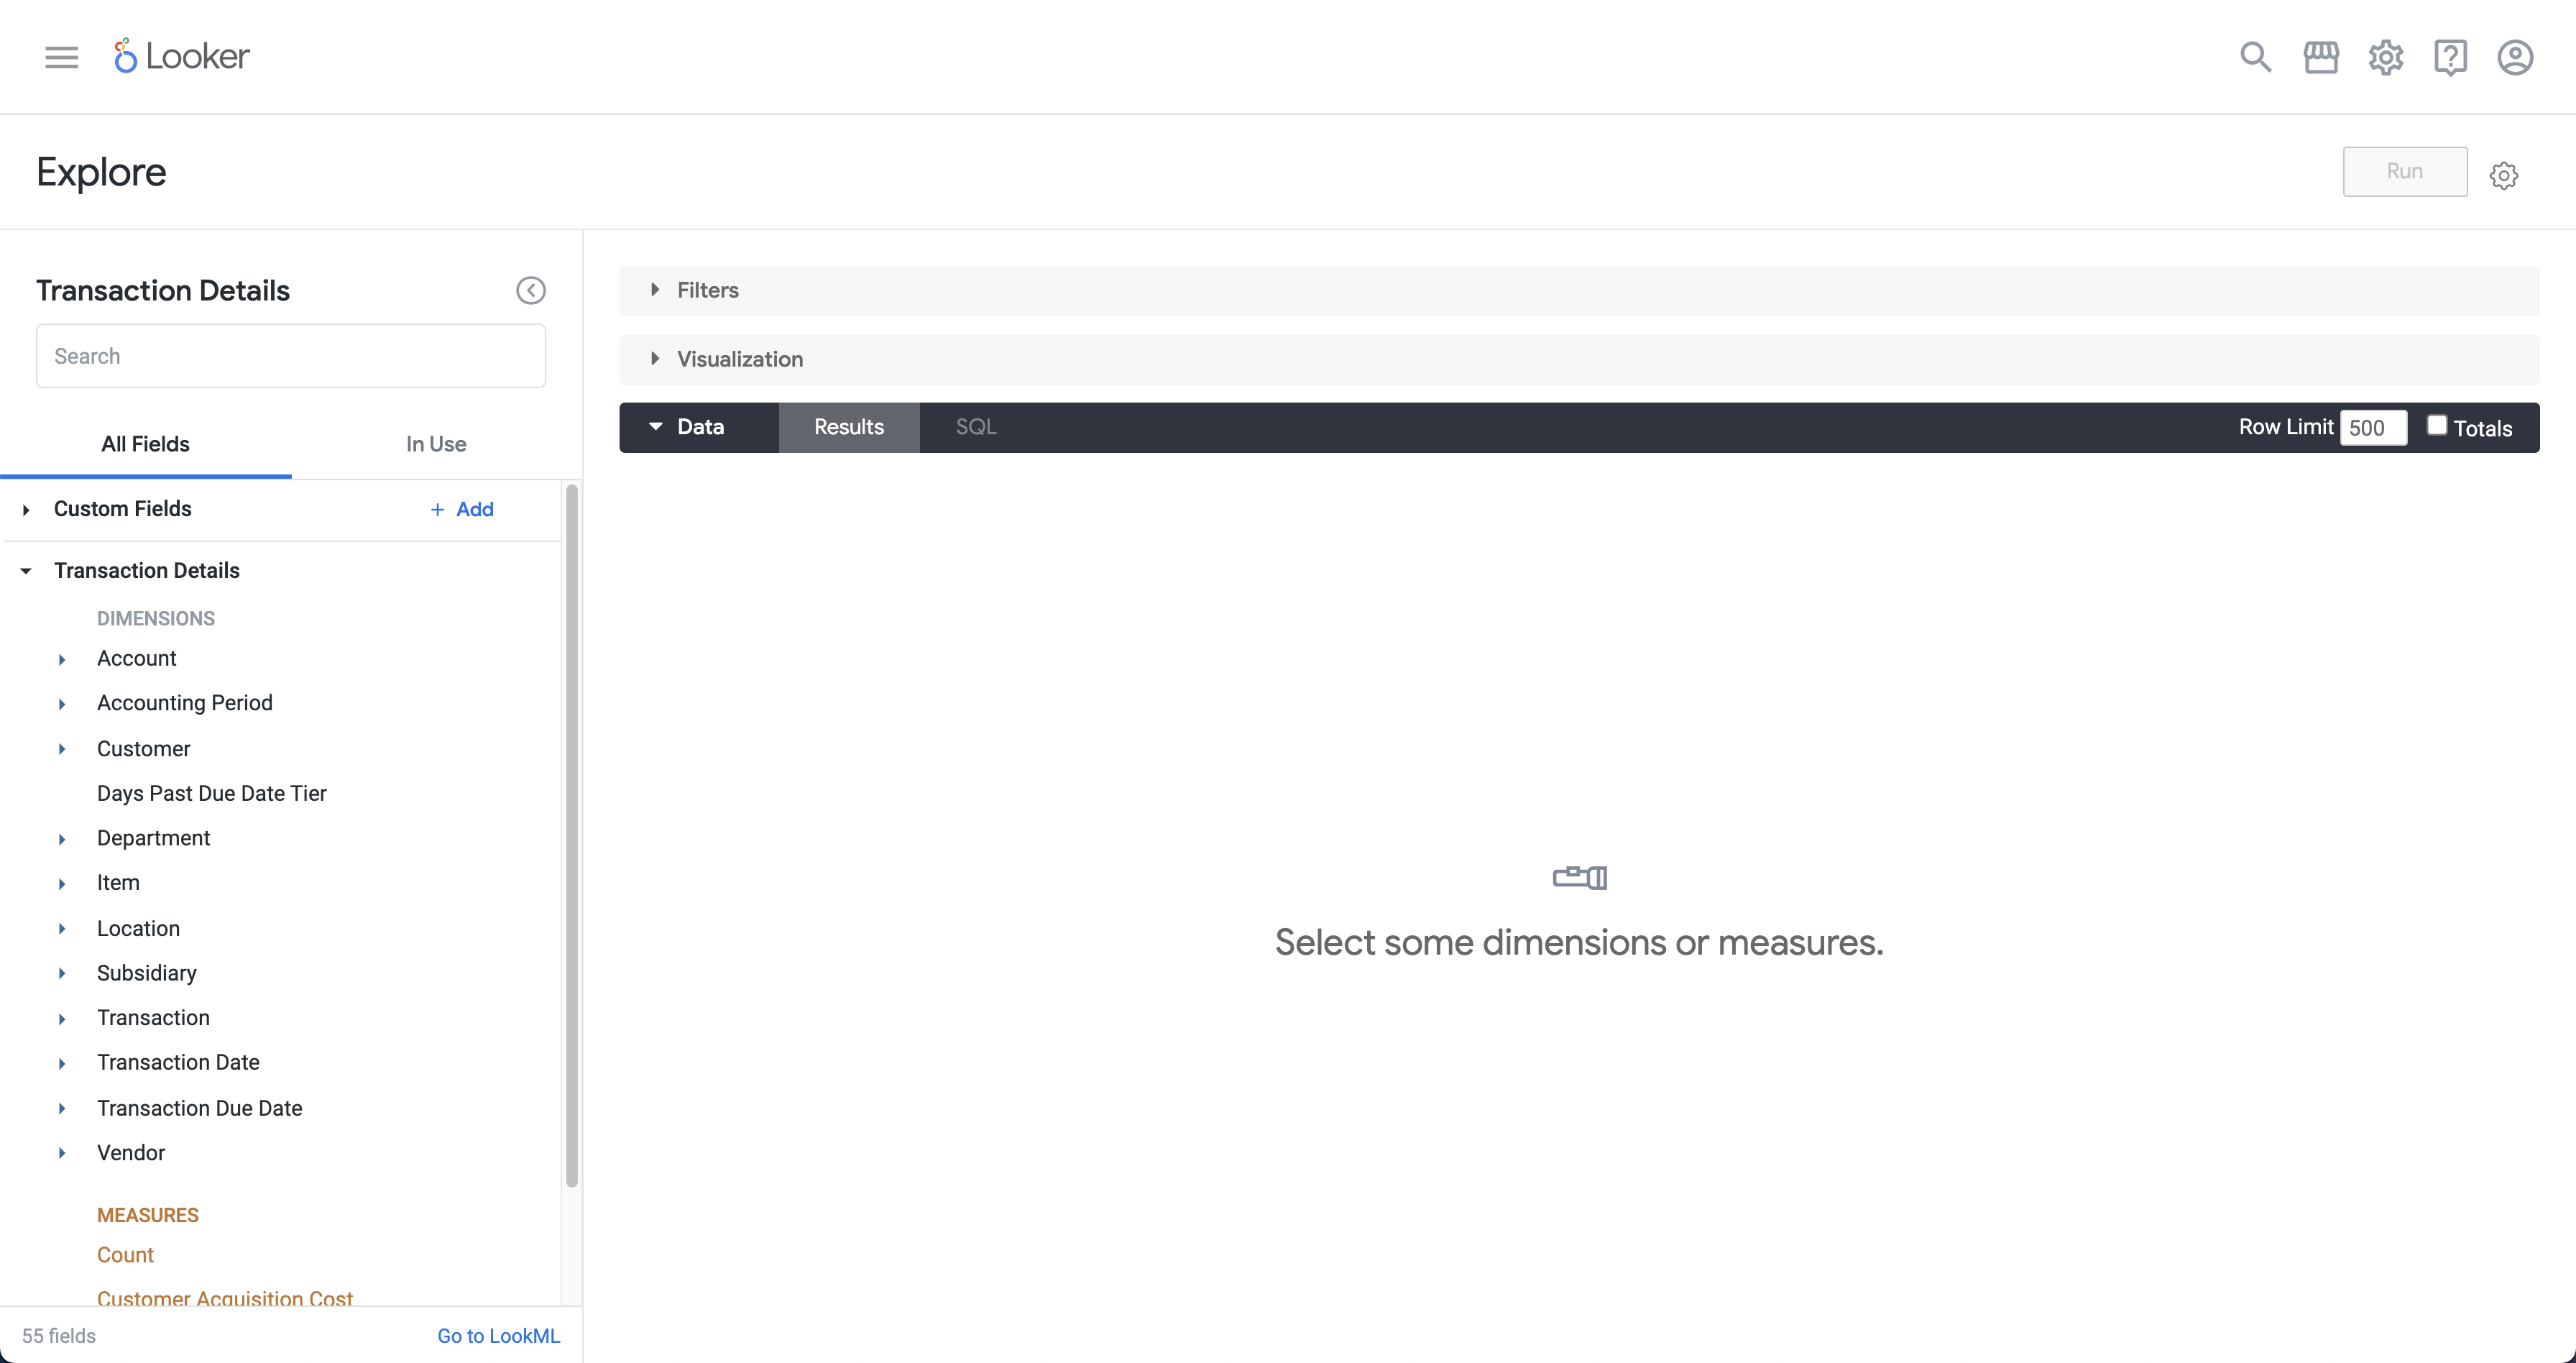 Looker
Explore
Run
Transaction Details
Search
All Fields
In Use
Custom Fields
+ Add
Transaction Details
DIMENSIONS
Account
Accounting Period
Customer
Days Past Due Date Tier
Department
Item
Location
Subsidiary
Transaction
Transaction Date
Transaction Due Date
Vendor
MEASURES
Count
Customer Acquisition Cost
55 fields
Go to LookML
Filters
Visualization
Data
Results
SQL
Row Limit 500
Totals
Select some dimensions or measures.